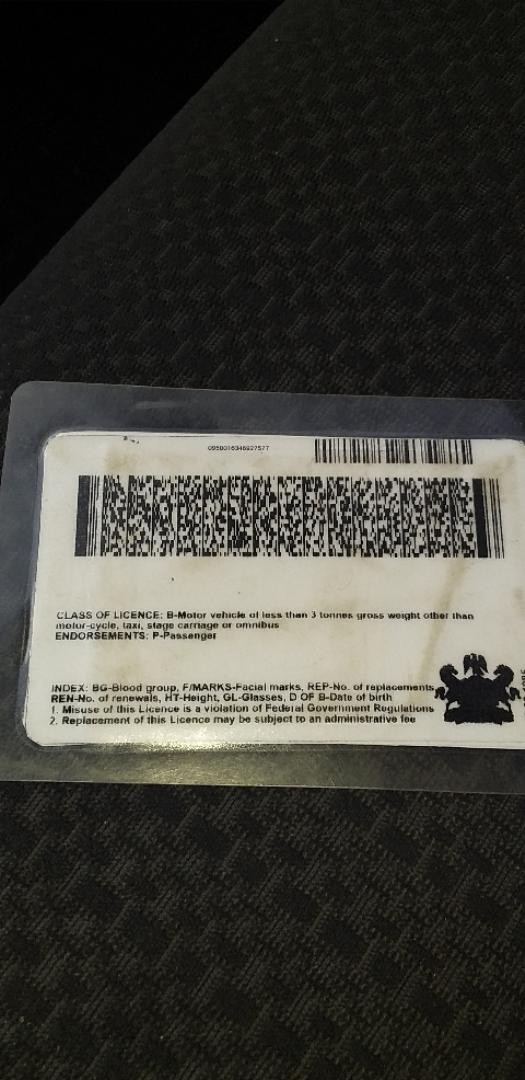 0950016346927577
CLASS OF LICENCE: B-Motor vehicle of less than 3 tonnes gross weight other than
motor-cycle, taxi, stage carriage or omnibus
ENDORSEMENTS: P-Passenger
INDEX: BG-Blood group, F/MARKS-Facial marks, REP-No. of replacements,
REN-No. of renewals, HT-Height, GL-Glasses, D OF B-Date of birth
1. Misuse of this Licence is a violation of Federal Government Regulations
2. Replacement of this Licence may be subject to an administrative fee